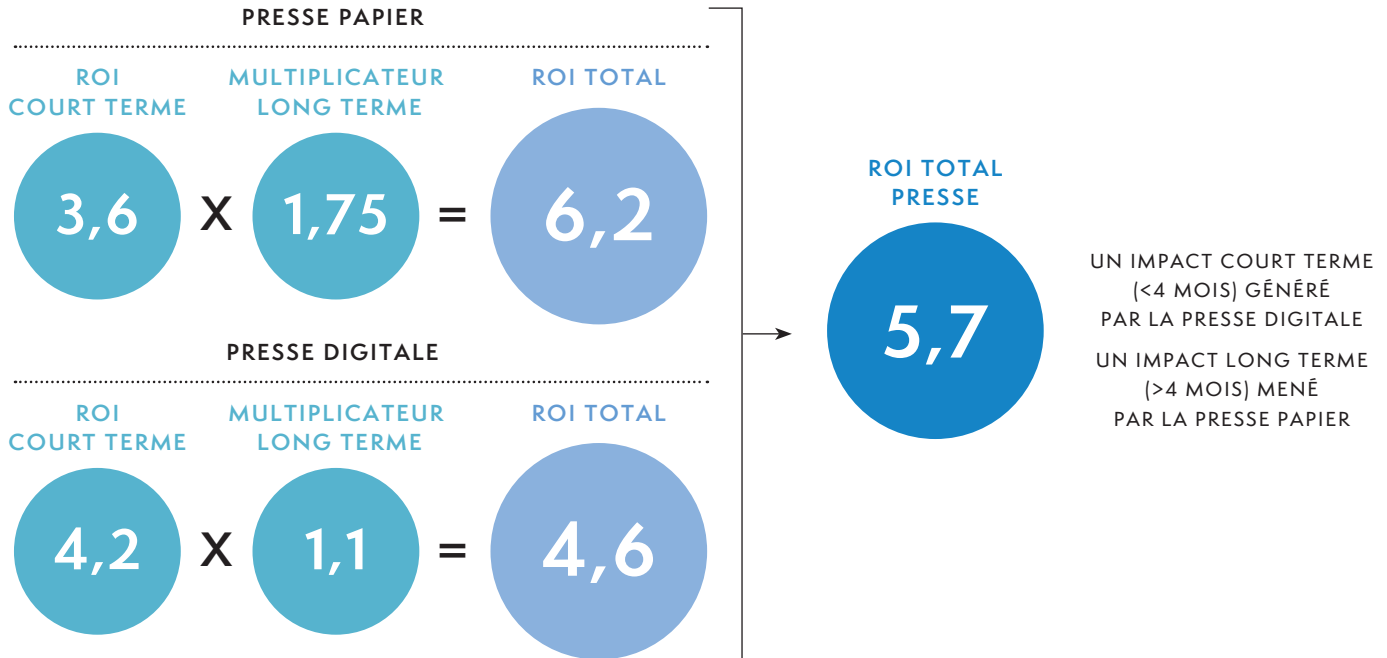 PRESSE PAPIER
ROI
COURT TERME
MULTIPLICATEUR
LONG TERME
ROI TOTAL
3,6 X 1,75 = 6,2
PRESSE DIGITALE
ROI
COURT TERME
MULTIPLICATEUR
LONG TERME
ROI TOTAL
4,2 X 1,1 = 4,6
ROI TOTAL
PRESSE
5,7
UN IMPACT COURT TERME
(<4 MOIS) GÉNÉRÉ
PAR LA PRESSE DIGITALE
UN IMPACT LONG TERME
(>4 MOIS) MENÉ
PAR LA PRESSE PAPIER